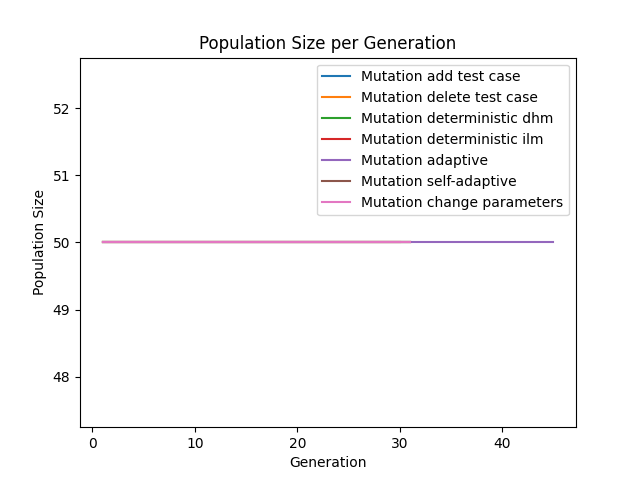 Population Size per Generation
Mutation add test case
Mutation delete test case
Mutation deterministic dhm
Mutation deterministic ilm
Mutation adaptive
Mutation self-adaptive
Mutation change parameters
Population Size
52
51
50
49
48
0 10 20 30 40
Generation